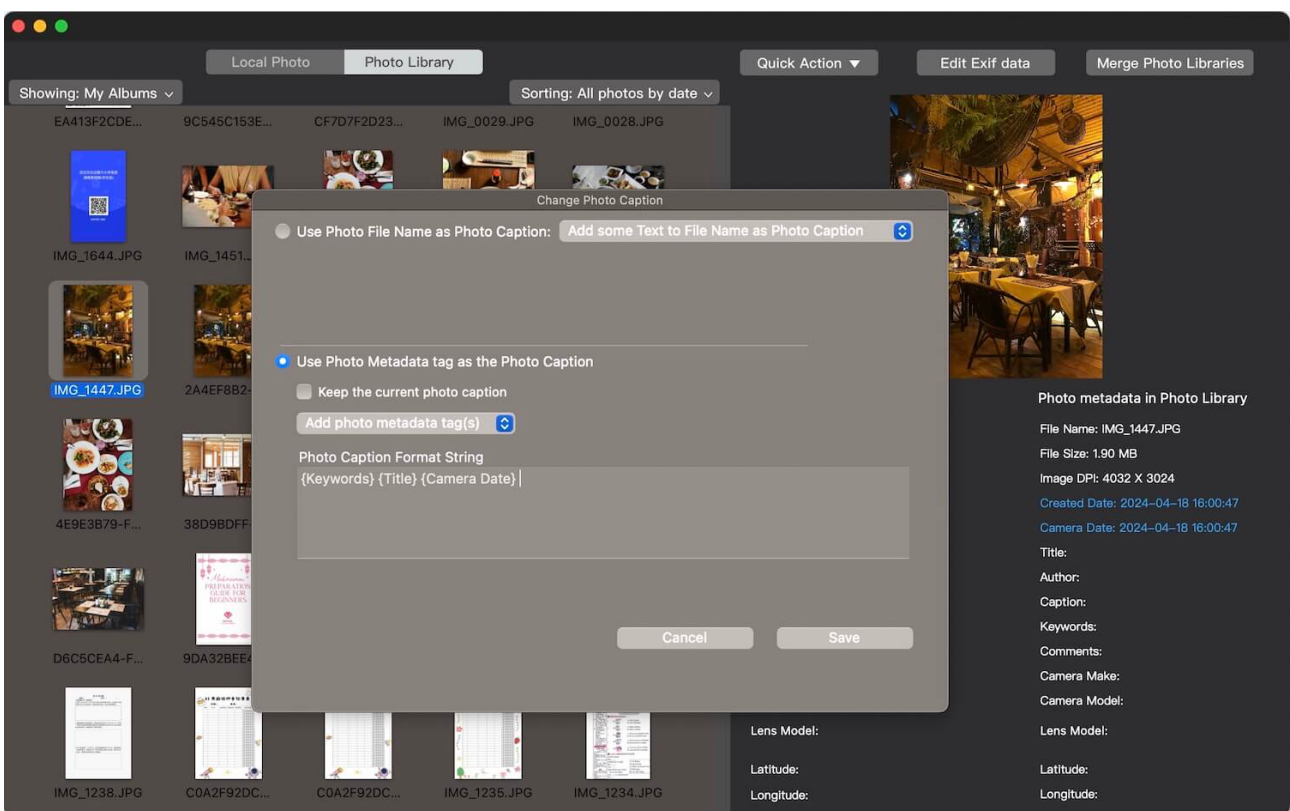 Local Photo
Photo Library
Quick Action ▼
Edit Exif data
Merge Photo Libraries
Showing: My Albums
Sorting: All photos by date
EA413F2CDE...
9C545C153E...
CF7D7F2D23...
IMG_0029.JPG
IMG_0028.JPG
IMG_1644.JPG
IMG_1451...
Change Photo Caption
Use Photo File Name as Photo Caption:
Add some Text to File Name as Photo Caption
Use Photo Metadata tag as the Photo Caption
Keep the current photo caption
Add photo metadata tag(s)
Photo Caption Format String
{Keywords} {Title} {Camera Date}
Cancel
Save
IMG_1447.JPG
2A4EF8B2-
4E9E3B79-F...
38D9BDFF
PREPARATION
GUIDE FOR
BEGINNERS
D6C5CEA4-F...
9DA32BEE4
IMG_1238.JPG
C0A2F92DC...
C0A2F92DC...
IMG_1235.JPG
IMG_1234.JPG
Photo metadata in Photo Library
File Name: IMG_1447.JPG
File Size: 1.90 MB
Image DPI: 4032 X 3024
Created Date: 2024-04-18 16:00:47
Camera Date: 2024-04-18 16:00:47
Title:
Author:
Caption:
Keywords:
Comments:
Camera Make:
Camera Model:
Lens Model:
Lens Model:
Latitude:
Latitude:
Longitude:
Longitude: